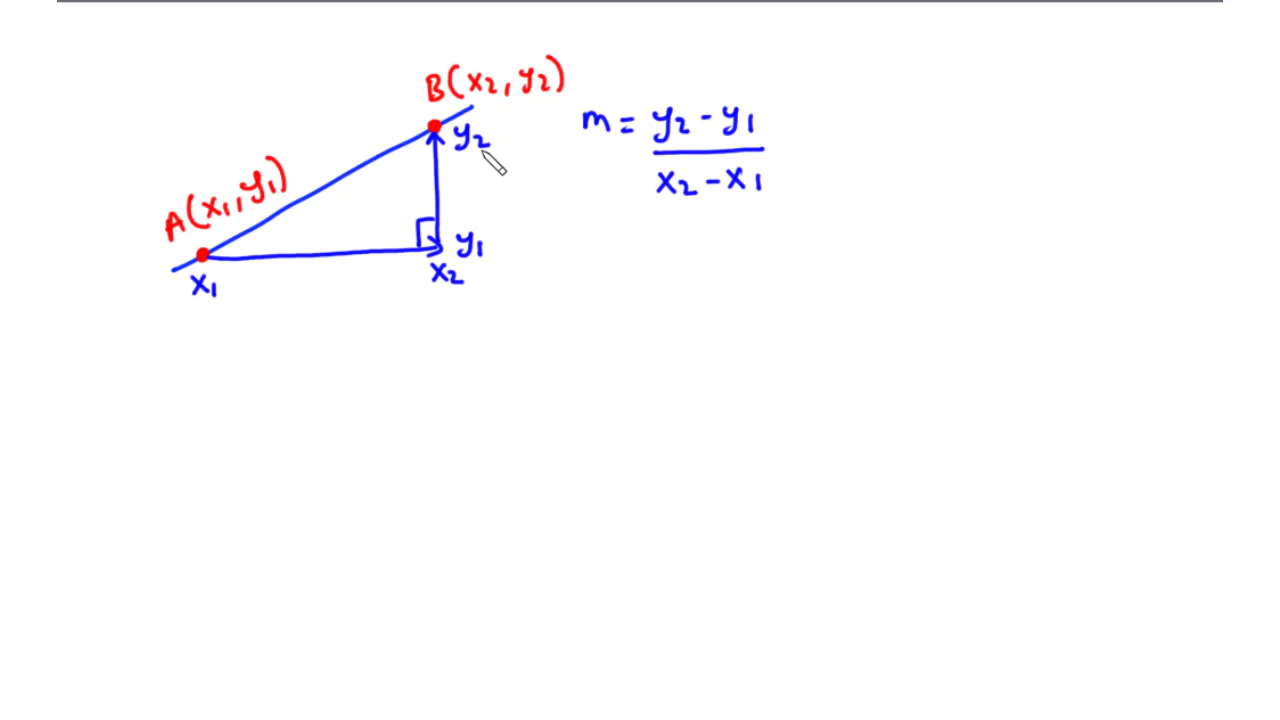 B(x₂, y₂)
y₂
m = y₂ - y₁
x₂ - x₁
A(x₁, y₁)
y₁
x₁
x₂